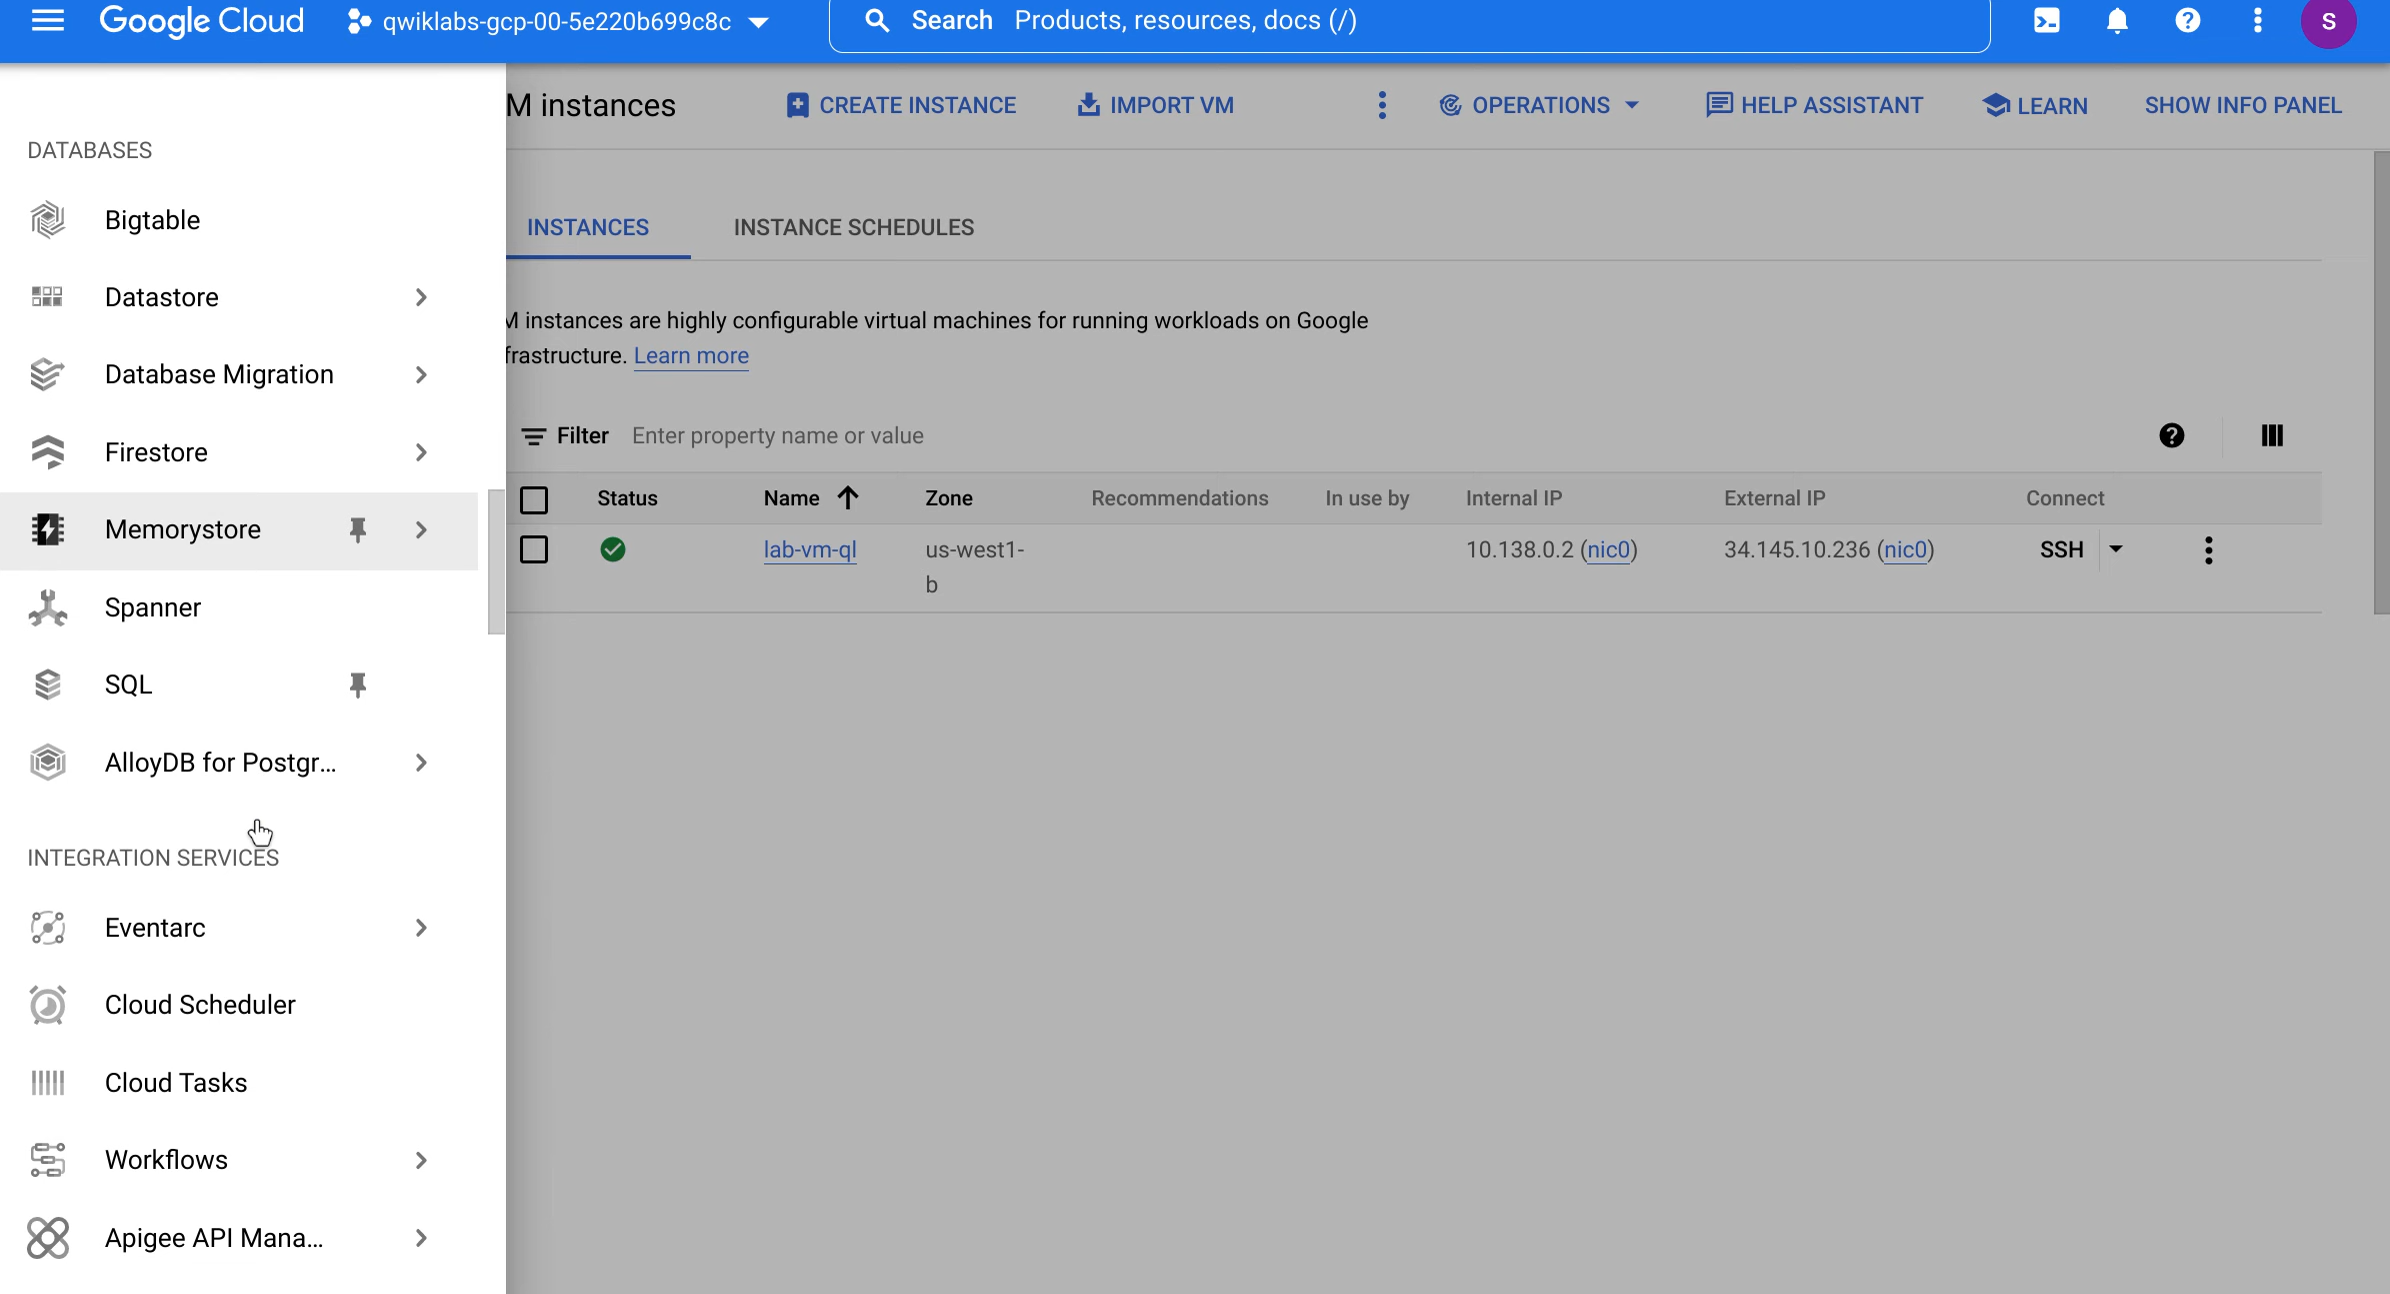 Google Cloud
qwiklabs-gcp-00-5e220b699c8c
Search Products, resources, docs (/)
S
DATABASES
Bigtable
Datastore
Database Migration
Firestore
Memorystore
Spanner
SQL
AlloyDB for Postgr...
INTEGRATION SERVICES
Eventarc
Cloud Scheduler
Cloud Tasks
Workflows
Apigee API Mana...
M instances
CREATE INSTANCE
IMPORT VM
OPERATIONS
HELP ASSISTANT
LEARN
SHOW INFO PANEL
INSTANCES
INSTANCE SCHEDULES
M instances are highly configurable virtual machines for running workloads on Google
frastructure. Learn more
Filter Enter property name or value
Status Name Zone Recommendations In use by Internal IP External IP Connect
lab-vm-ql us-west1- 10.138.0.2 (nic0) 34.145.10.236 (nic0) SSH
b